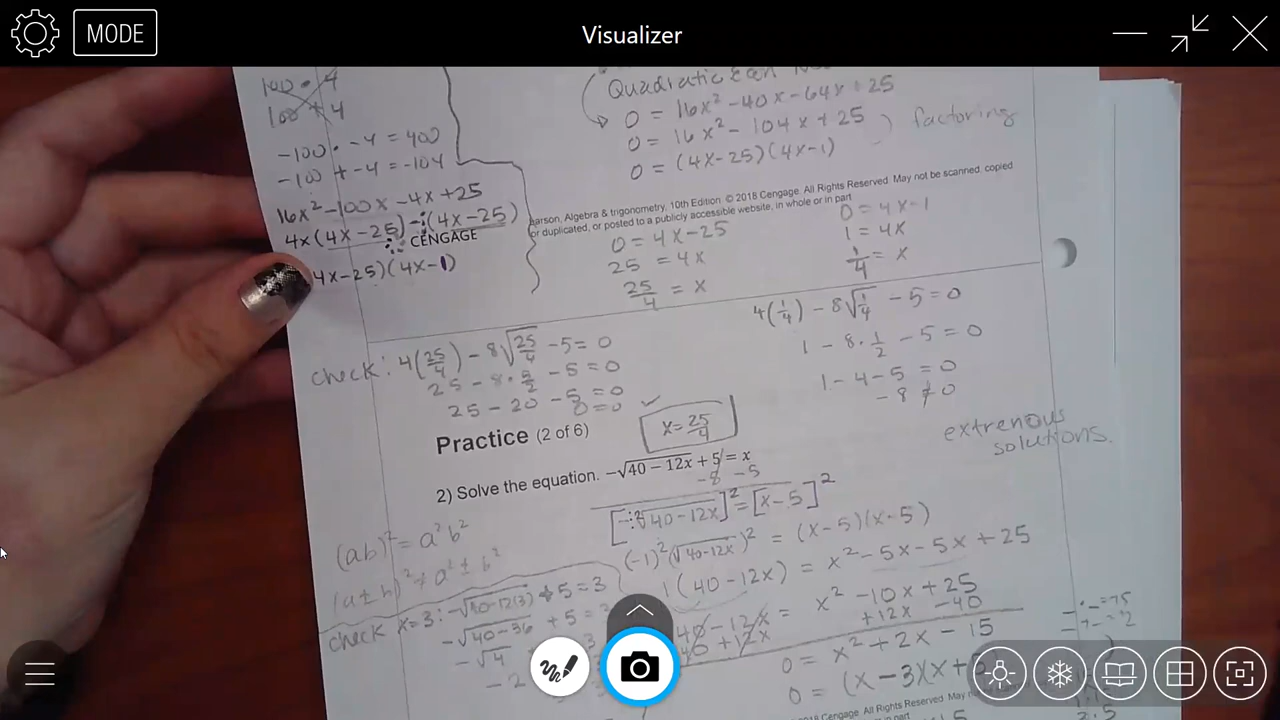 MODE
Visualizer
100 · 4
100 + 4
-100 · -4 = 400
-100 + -4 = -104
16x² -100x -4x +25
4x(4x-25) -1(4x-25)
4x-25)(4x-1)
Quadratic
0 = 16x² -40x -64x +25
0 = 16x² - 104x + 25
factoring
0 = (4x-25)(4x-1)
Larson, Algebra & trigonometry, 10th Edition. © 2018 Cengage. All Rights Reserved. May not be scanned, copied
or duplicated, or posted to a publicly accessible website, in whole or in part
CENGAGE
0 = 4x-25
25 = 4x
25/4 = x
0 = 4x-1
1 = 4x
1/4 = x
check: 4(25/4) - 8√25/4 -5 = 0
25 - 8·5/2 -5 = 0
25 - 20 - 5 = 0
0 = 0 ✓
x = 25/4
4(1/4) - 8√1/4 - 5 = 0
1 - 8·1/2 - 5 = 0
1 - 4 - 5 = 0
-8 ≠ 0
extrenous
solutions.
Practice (2 of 6)
2) Solve the equation. -√40 - 12x + 5 = x
-5 -5
[-√40-12x]² = [x-5]²
(-1)²(√40-12x)² = (x-5)(x-5)
1(40-12x) = x² -5x -5x + 25
40-12x = x² -10x + 25
40 +12x +12x -40
0 = x² + 2x - 15
0 = (x-3)(x+
(ab)² = a²b²
(a±b)² ≠ a² ± b²
check x=3: -√40-12(3) + 5 = 3
-√40-36 + 5 =
-√4
-2